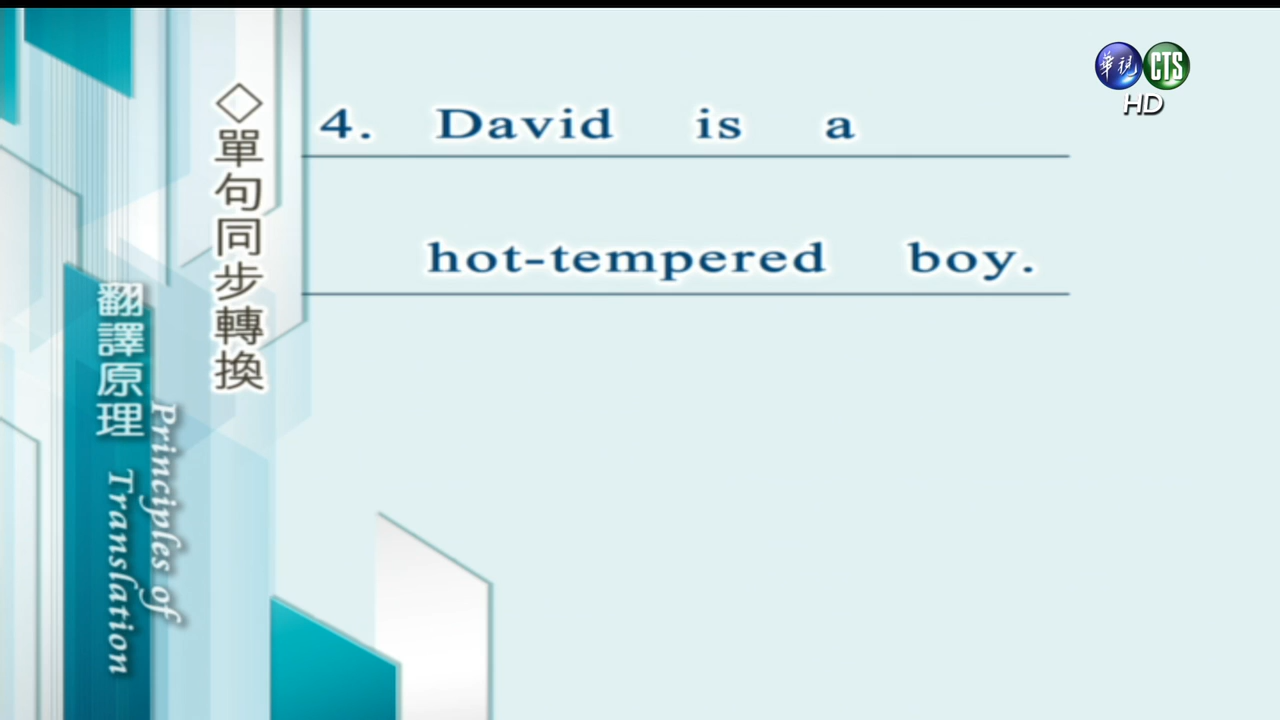 ◇單句同步轉換
4. David is a
hot-tempered boy.
翻譯原理
Principles of
Translation
華視 CTS
HD